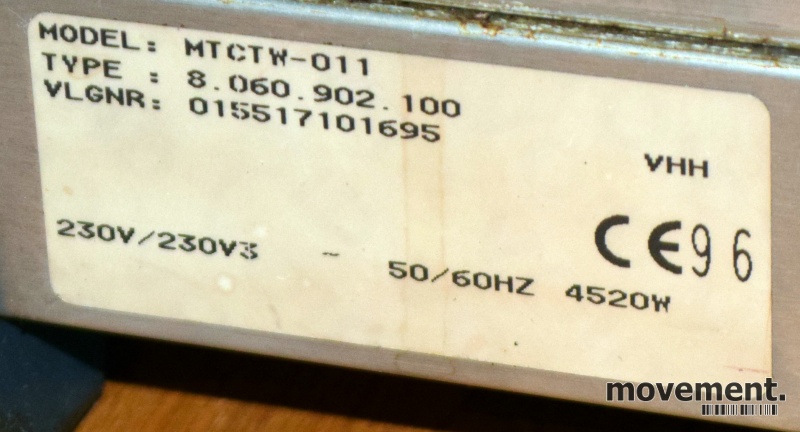 MODEL: MTCTW-011
TYPE : 8.060.902.100
VLGNR: 015517101695
VHH
CE96
230V/230V3 ~ 50/60HZ 4520W
movement.